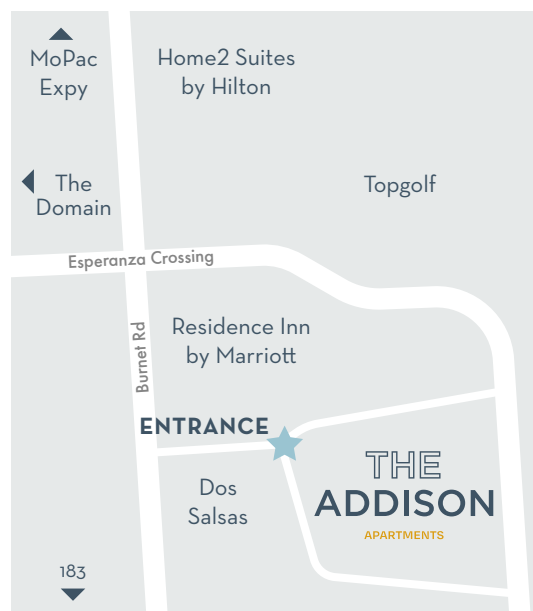 MoPac
Expy
Home2 Suites
by Hilton
The
Domain
Topgolf
Esperanza Crossing
Burnet Rd
Residence Inn
by Marriott
ENTRANCE
THE
ADDISON
APARTMENTS
Dos
Salsas
183